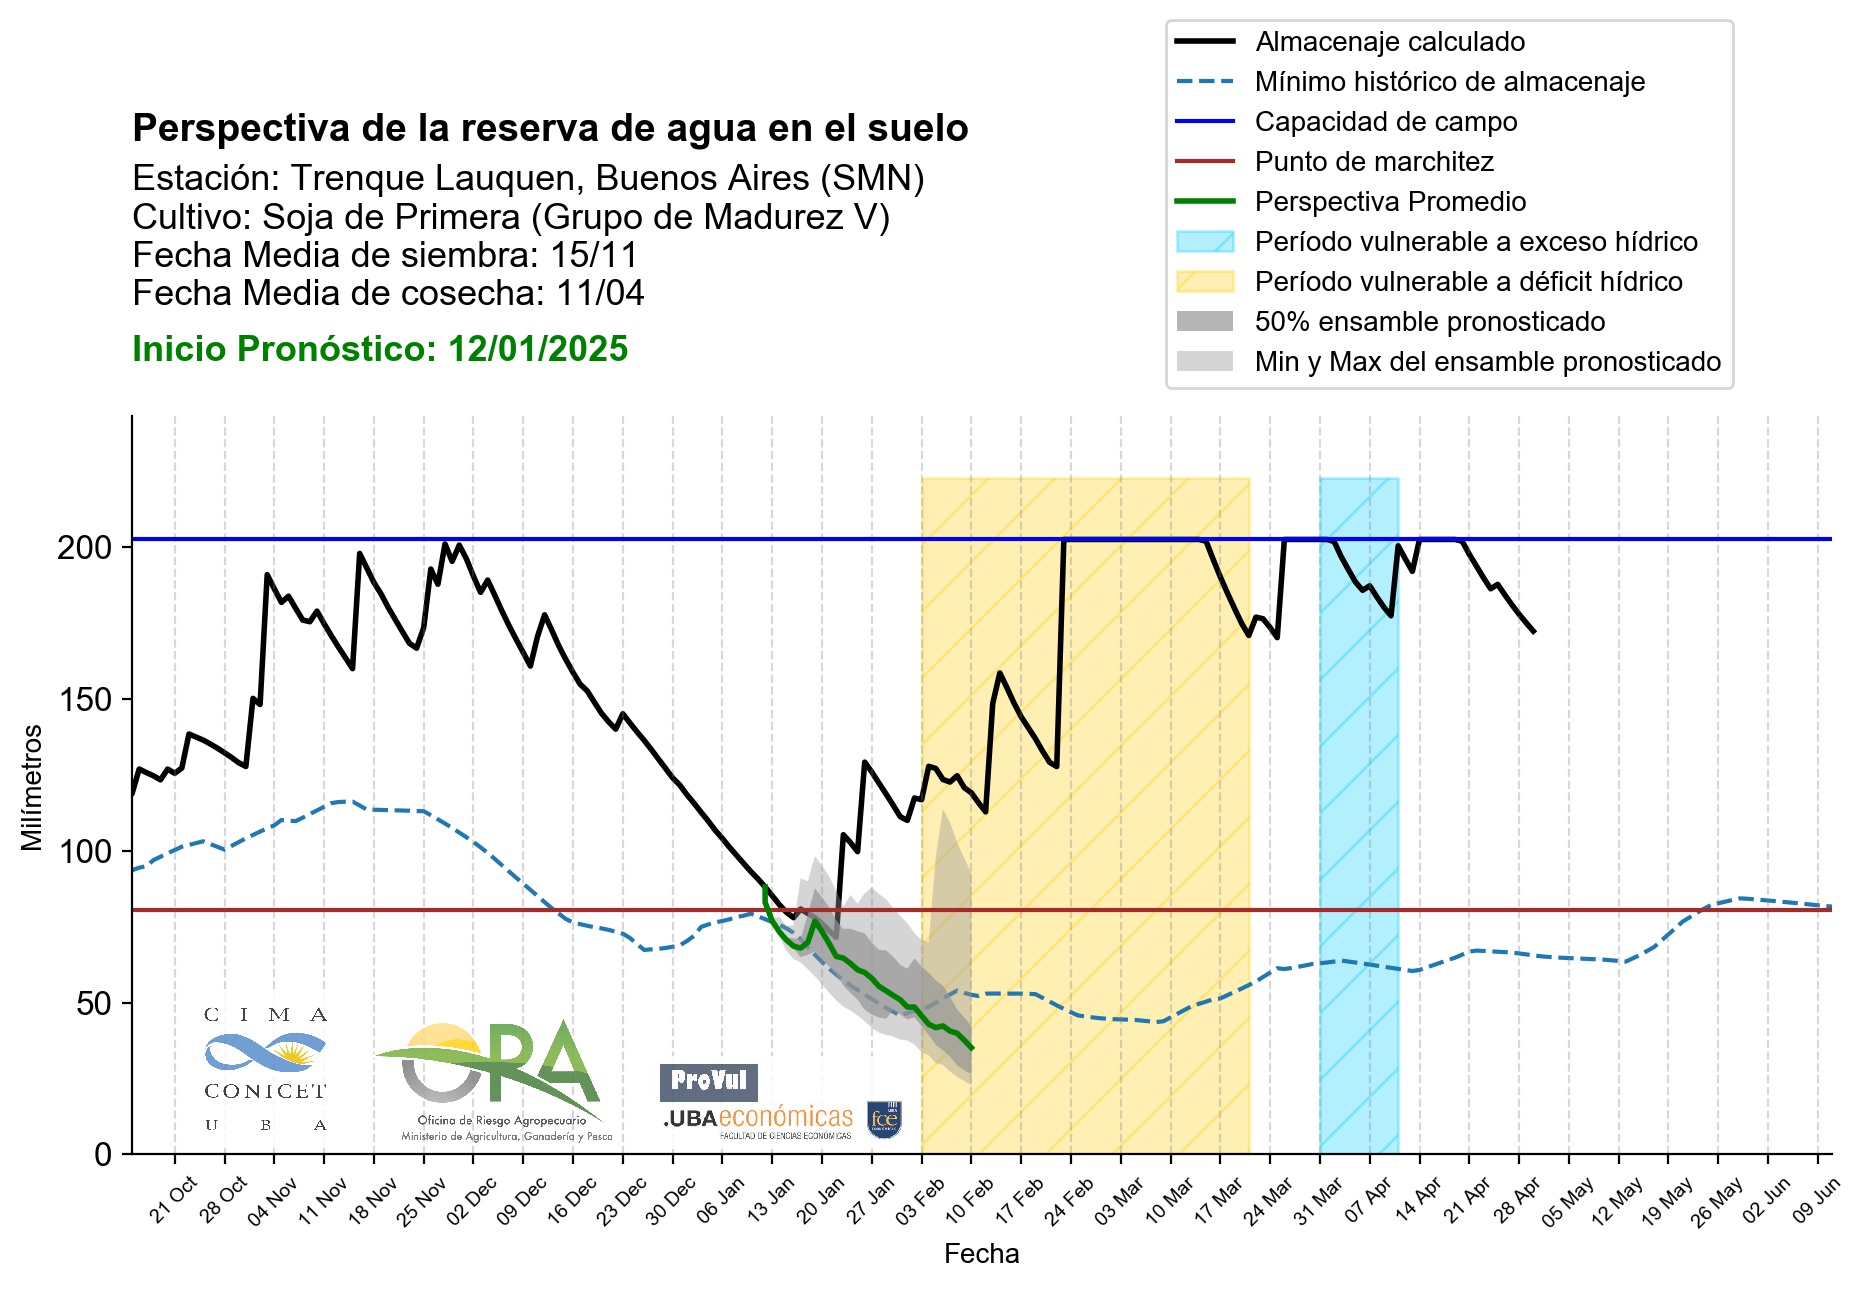 Almacenaje calculado
Mínimo histórico de almacenaje
Capacidad de campo
Punto de marchitez
Perspectiva Promedio
Período vulnerable a exceso hídrico
Período vulnerable a déficit hídrico
50% ensamble pronosticado
Min y Max del ensamble pronosticado
Perspectiva de la reserva de agua en el suelo
Estación: Trenque Lauquen, Buenos Aires (SMN)
Cultivo: Soja de Primera (Grupo de Madurez V)
Fecha Media de siembra: 15/11
Fecha Media de cosecha: 11/04
Inicio Pronóstico: 12/01/2025
Milímetros
200
150
100
50
0
CIMA
CONICET
UBA
OPA
Oficina de Riesgo Agropecuario
Ministerio de Agricultura, Ganadería y Pesca
ProVul
.UBAeconómicas
FACULTAD DE CIENCIAS ECONÓMICAS
UBA
fce
ECONÓMICAS
21 Oct
28 Oct
04 Nov
11 Nov
18 Nov
25 Nov
02 Dec
09 Dec
16 Dec
23 Dec
30 Dec
06 Jan
13 Jan
20 Jan
27 Jan
03 Feb
10 Feb
17 Feb
24 Feb
03 Mar
10 Mar
17 Mar
24 Mar
31 Mar
07 Apr
14 Apr
21 Apr
28 Apr
05 May
12 May
19 May
26 May
02 Jun
09 Jun
Fecha